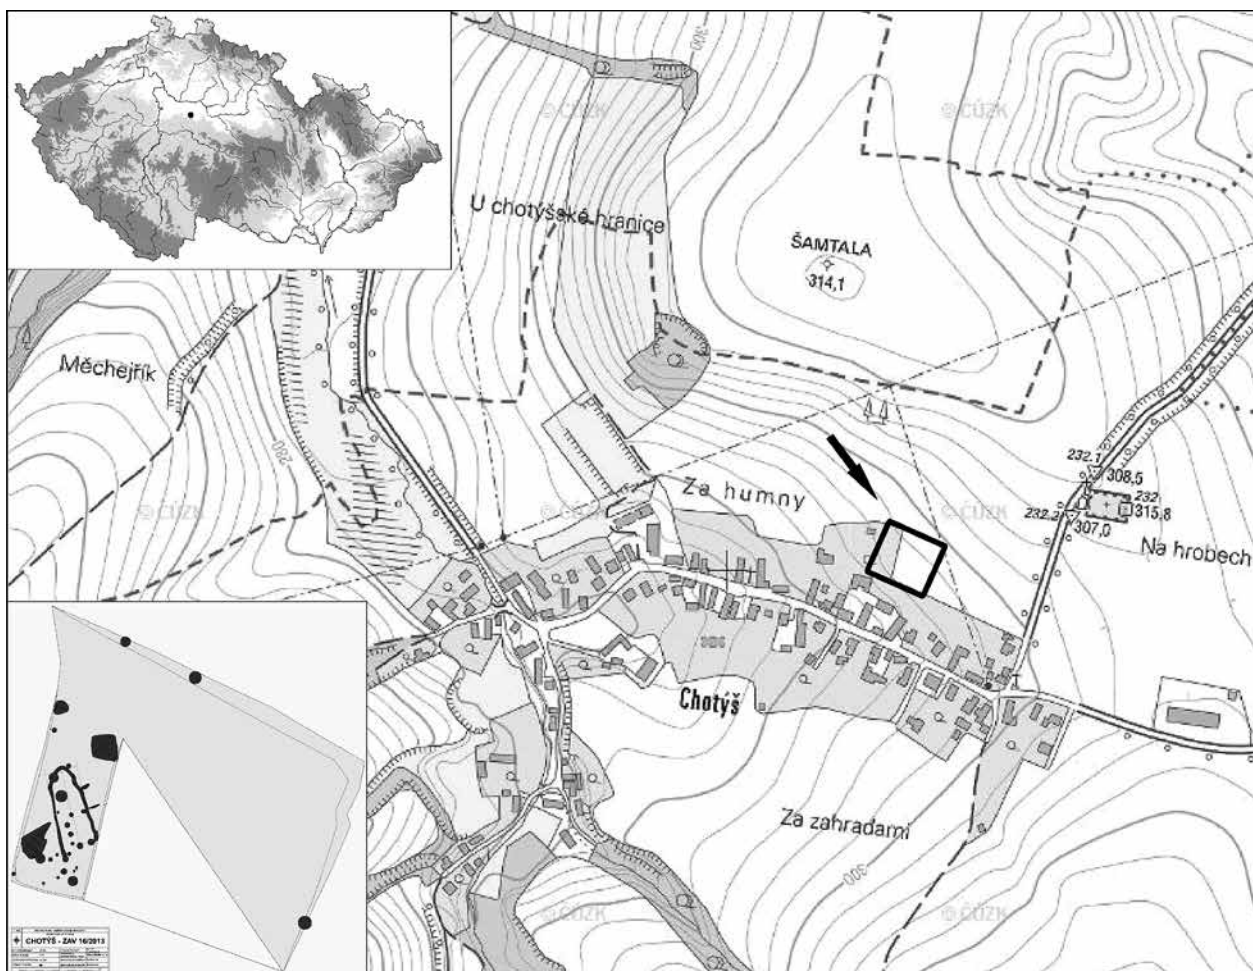 300
© ČÚZK
© ČÚZK
U chotýšské hranice
ŠAMTALA
314,1
Měchejřík
280
232.1
308,5
Za humny
232
315,8
© ČÚZK
© ČÚZK
© ČÚZK
232.2
307,0
Na hrobech
Chotýš
Za zahradami
300
CHOTÝŠ - ZAV 16/2013
© ČÚZK
© ČÚZK